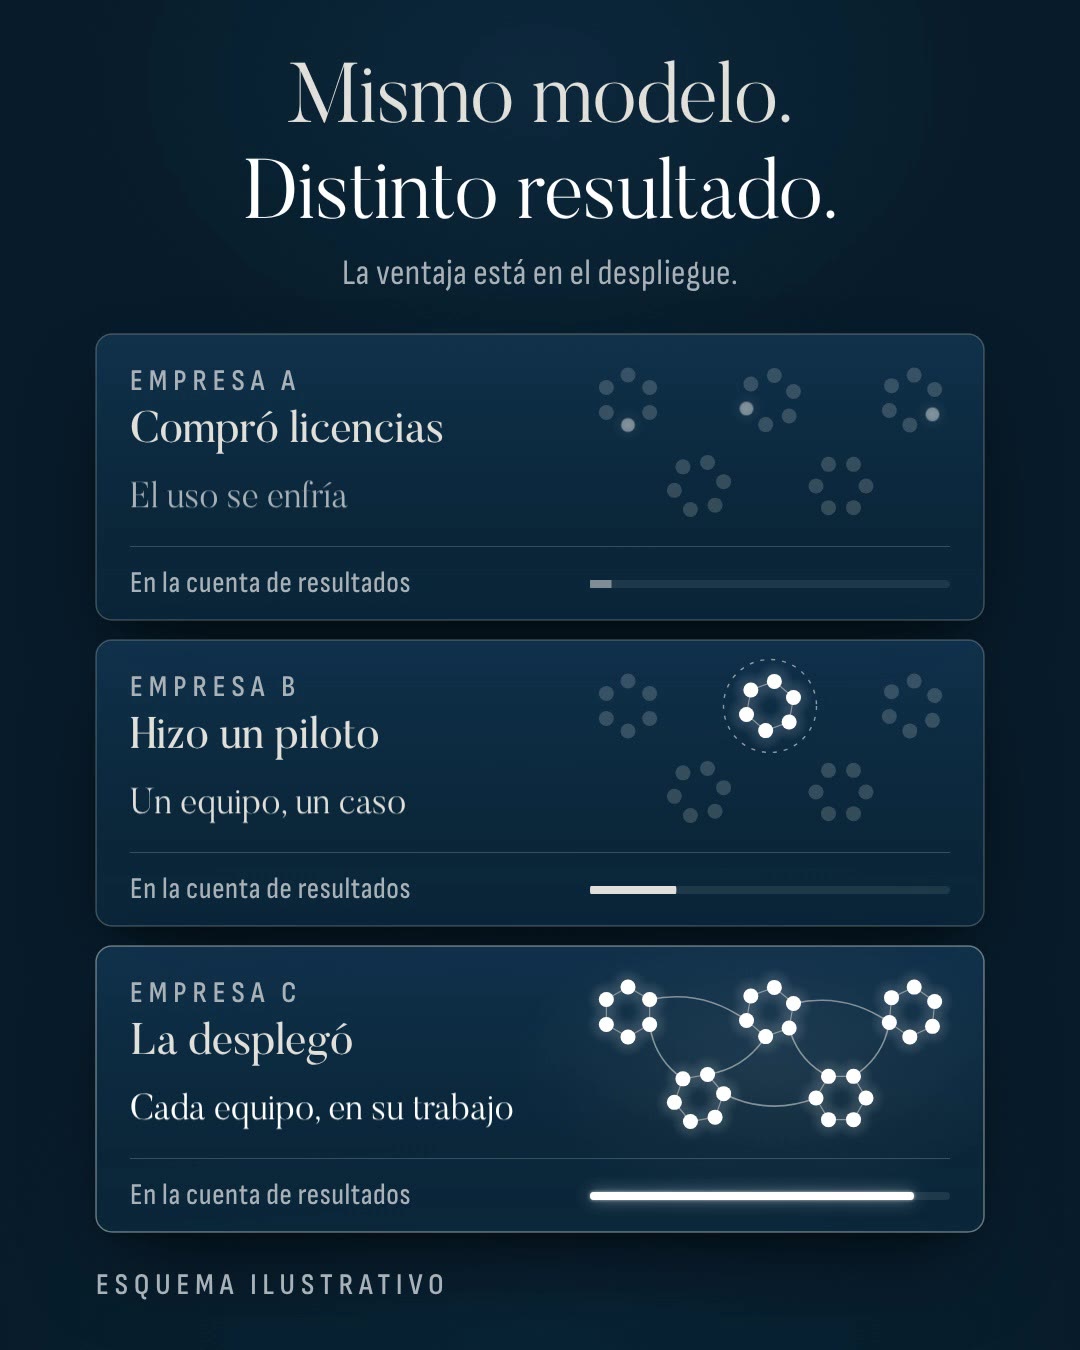 Mismo modelo.
Distinto resultado.
La ventaja está en el despliegue.
EMPRESA A
Compró licencias
El uso se enfría
En la cuenta de resultados
EMPRESA B
Hizo un piloto
Un equipo, un caso
En la cuenta de resultados
EMPRESA C
La desplegó
Cada equipo, en su trabajo
En la cuenta de resultados
ESQUEMA ILUSTRATIVO